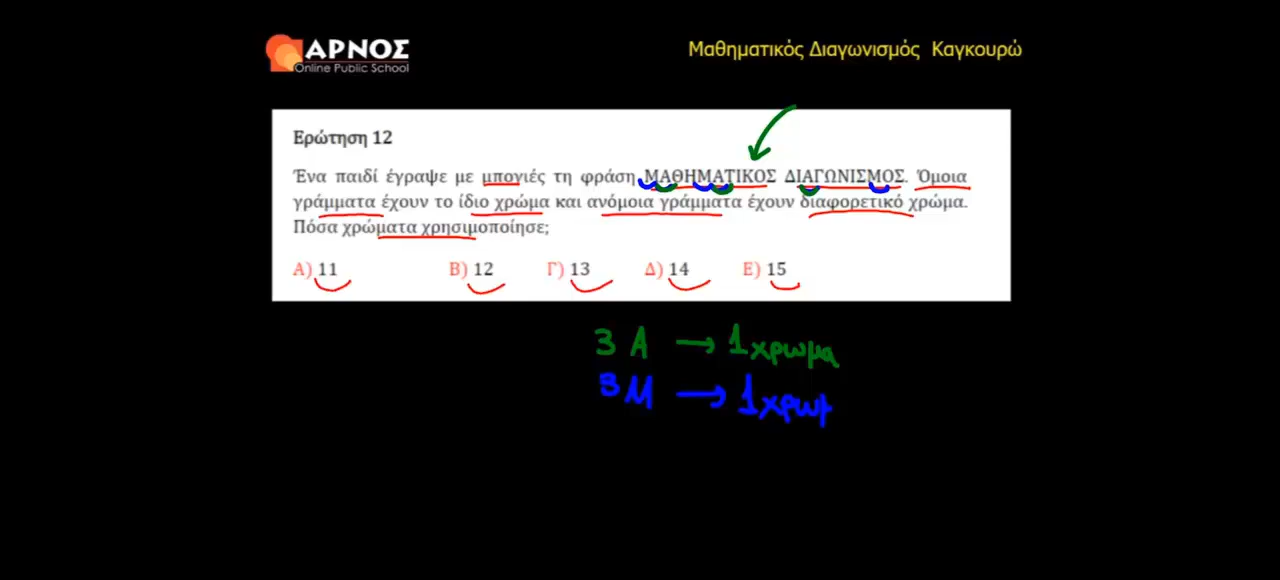 ΑΡΝΟΣ
Online Public School
Μαθηματικός Διαγωνισμός Καγκουρώ
Ερώτηση 12
Ένα παιδί έγραψε με μπογιές τη φράση ΜΑΘΗΜΑΤΙΚΟΣ ΔΙΑΓΩΝΙΣΜΟΣ. Όμοια
γράμματα έχουν το ίδιο χρώμα και ανόμοια γράμματα έχουν διαφορετικό χρώμα.
Πόσα χρώματα χρησιμοποίησε;
Α) 11 Β) 12 Γ) 13 Δ) 14 Ε) 15
3 Α → 1 χρωμα
3 Μ → 1 χρωμ